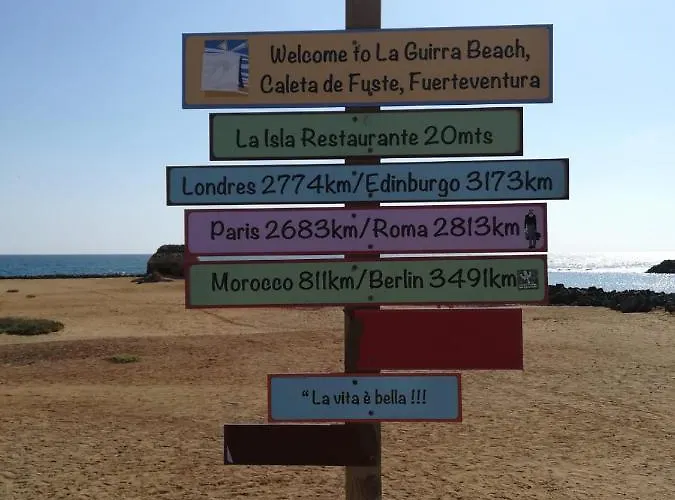 Welcome to La Guirra Beach,
Caleta de Fuste, Fuerteventura
La Isla Restaurante 20mts
Londres 2774km/Edinburgo 3173km
Paris 2683km/Roma 2813km
Morocco 811km/Berlin 3491km
“La vita è bella !!!